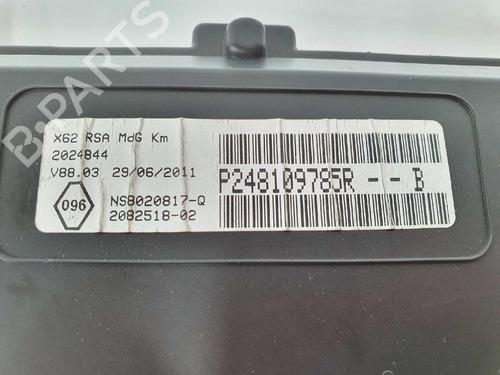 B-PARTS
X62 RSA MdG Km
2024844
V88.03 29/06/2011
096
NS8020817-Q
2082518-02
P248109785R -- B